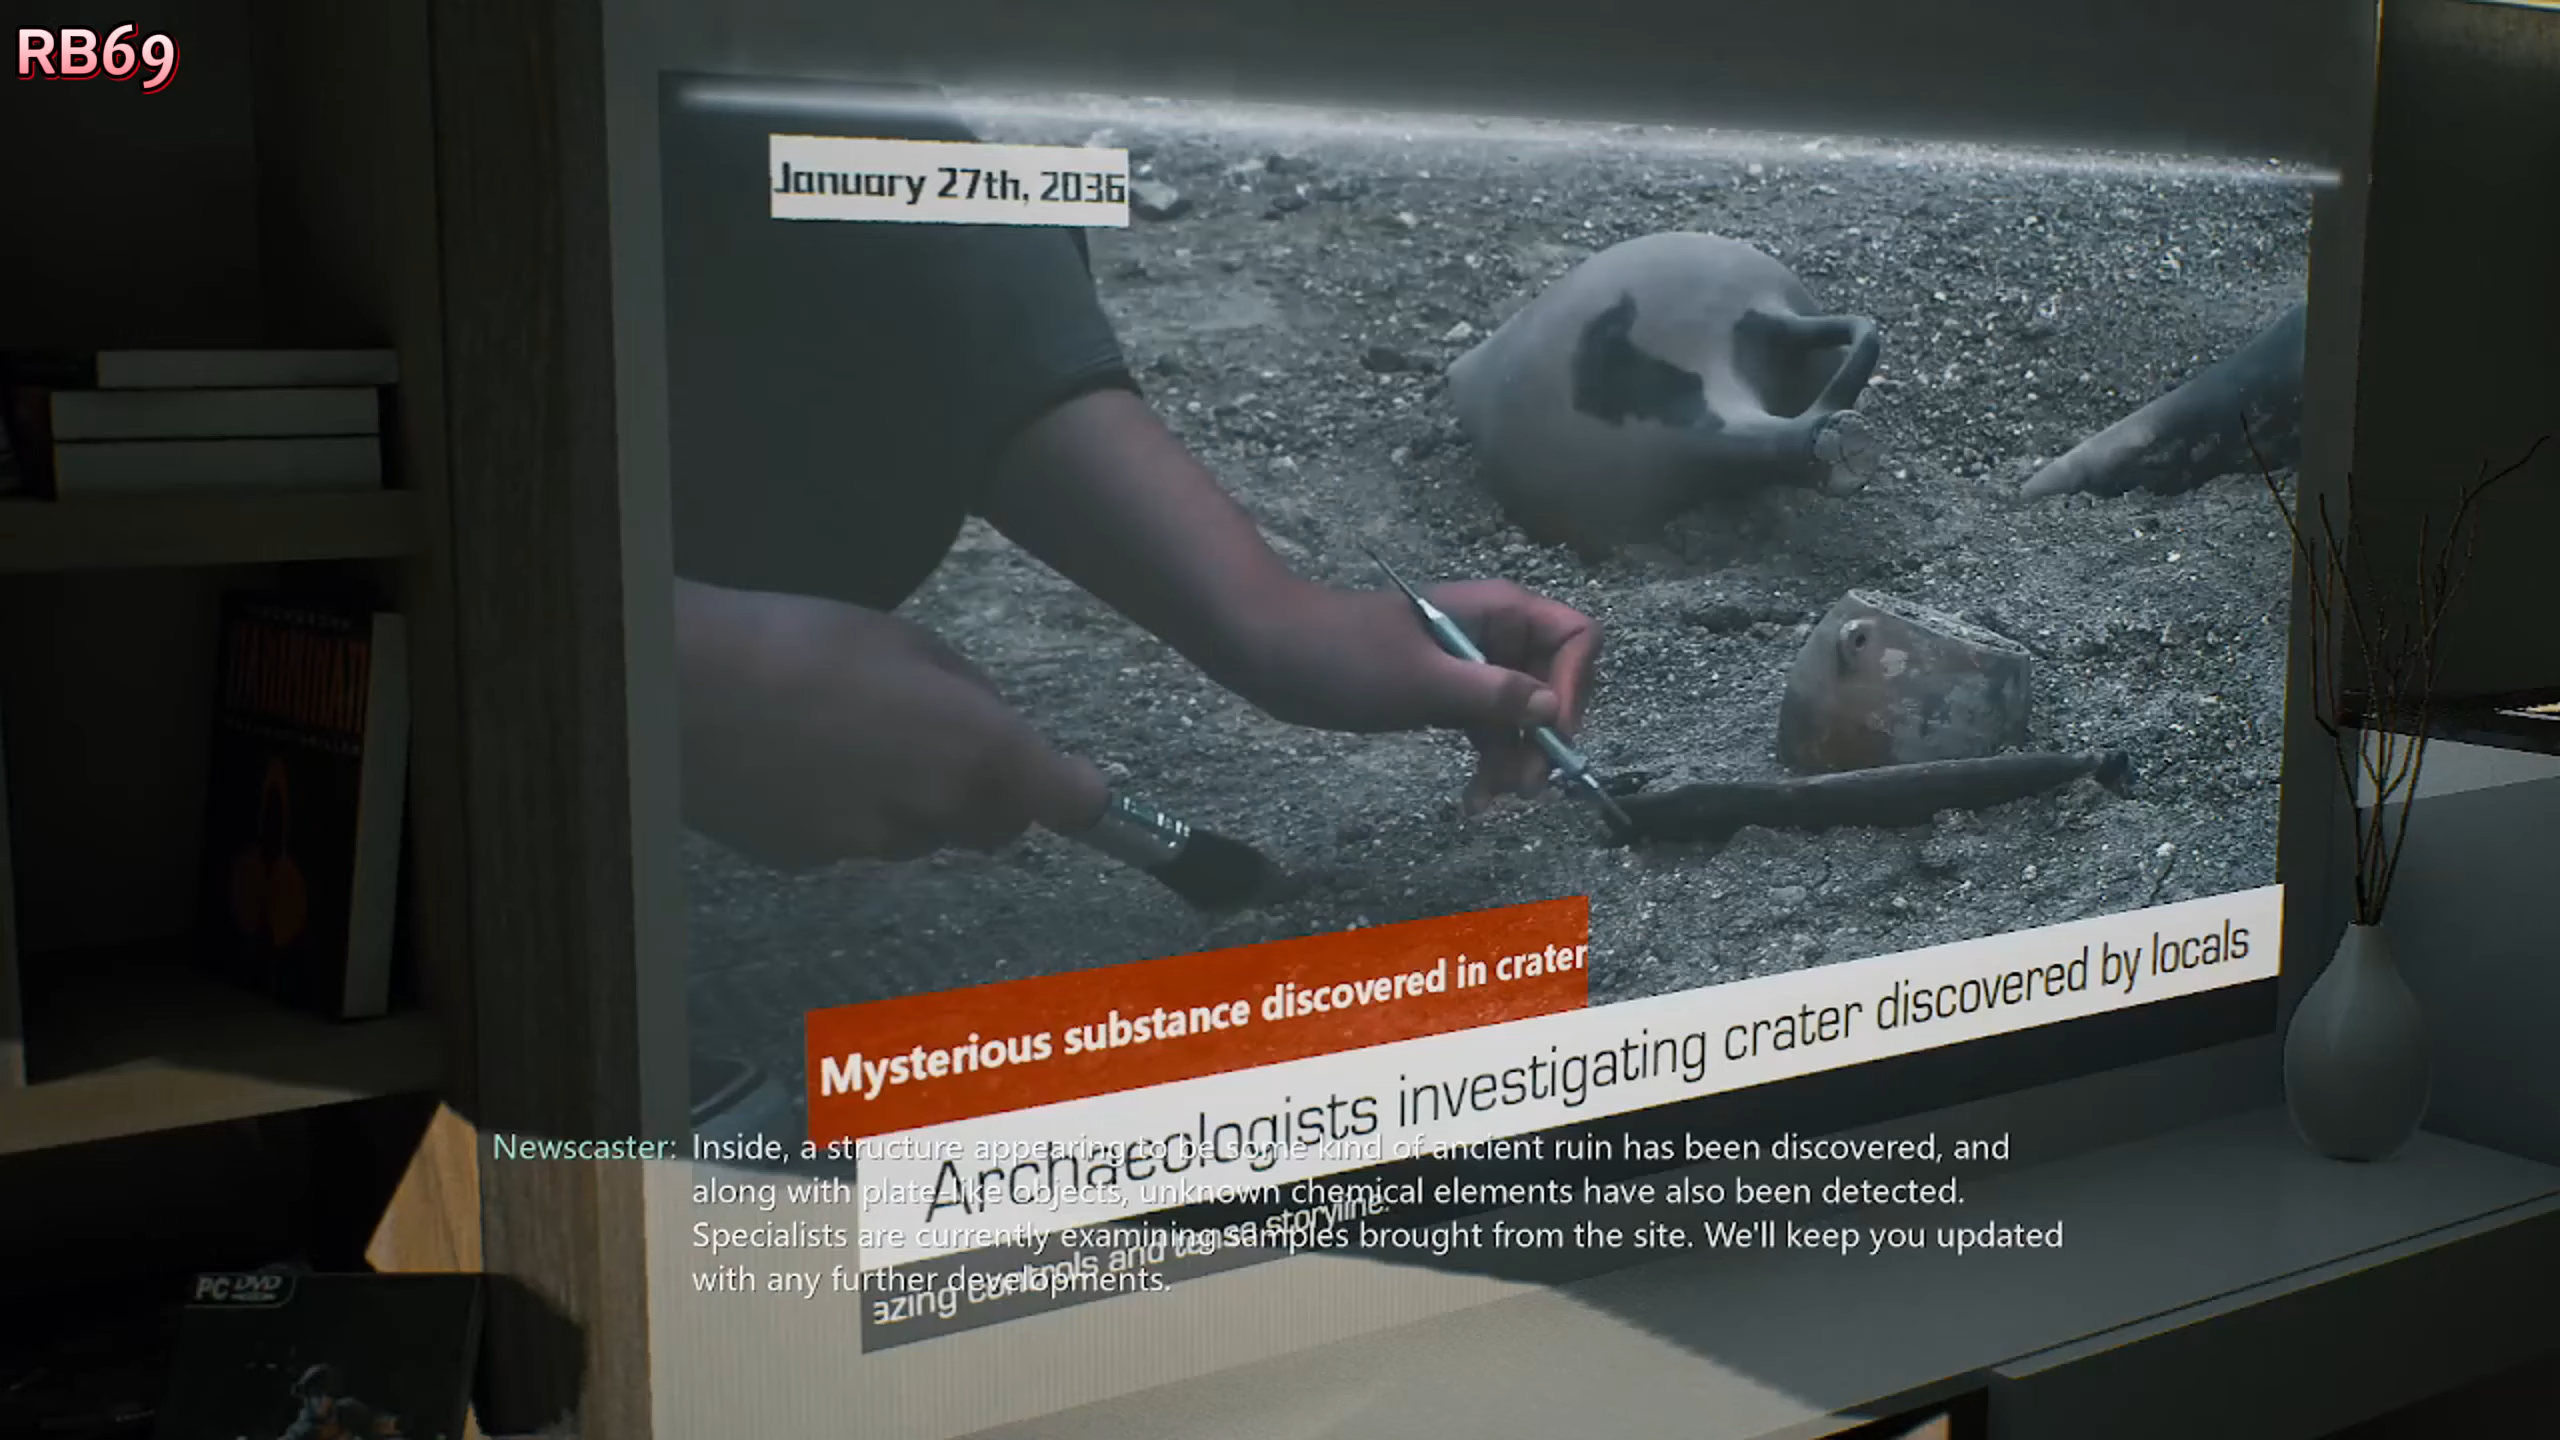 RB69
January 27th, 2036
Mysterious substance discovered in crater
Archaeologists investigating crater discovered by locals
azing controls and tense storyline.
Newscaster: Inside, a structure appearing to be some kind of ancient ruin has been discovered, and
along with plate-like objects, unknown chemical elements have also been detected.
Specialists are currently examining samples brought from the site. We'll keep you updated
with any further developments.
PC DVD